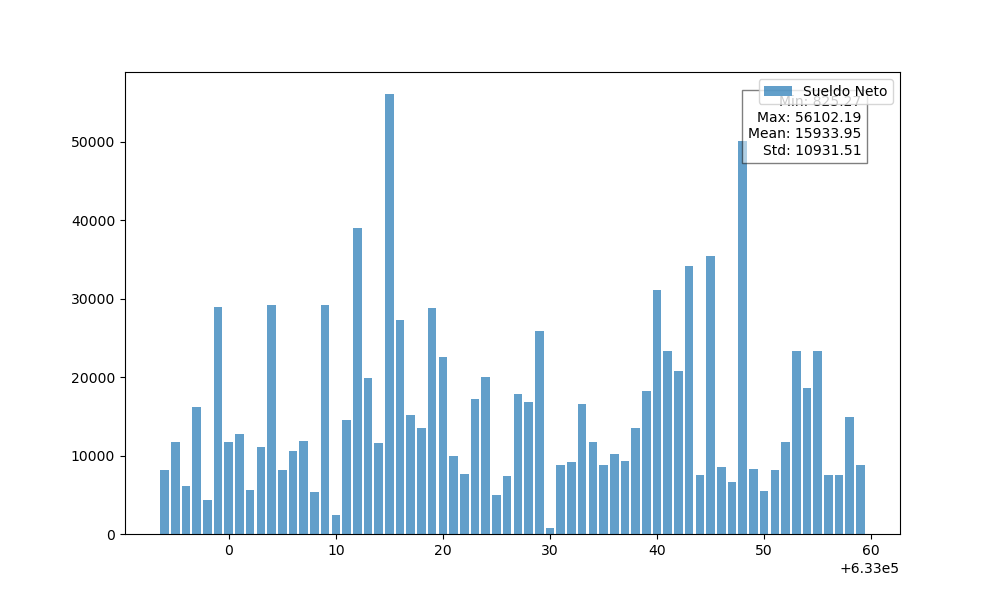 Sueldo Neto
Min: 825.27
Max: 56102.19
Mean: 15933.95
Std: 10931.51
50000
40000
30000
20000
10000
0
0 10 20 30 40 50 60
+6.33e5